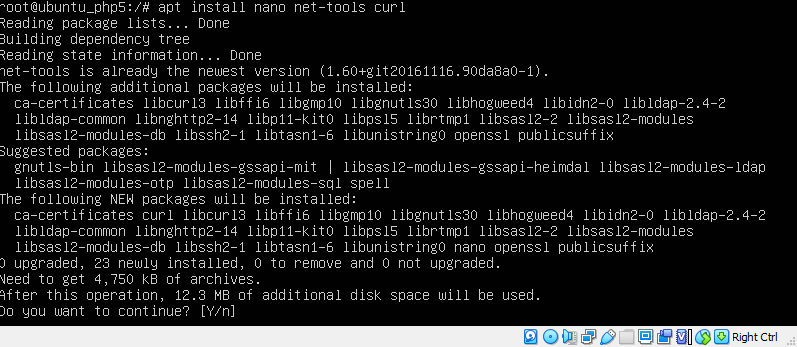 root@ubuntu_php5:/# apt install nano net-tools curl
Reading package lists... Done
Building dependency tree
Reading state information... Done
net-tools is already the newest version (1.60+git20161116.90da8a0-1).
The following additional packages will be installed:
  ca-certificates libcurl3 libffi6 libgmp10 libgnutls30 libhogweed4 libidn2-0 libldap-2.4-2
  libldap-common libnghttp2-14 libp11-kit0 libpsl5 librtmp1 libsasl2-2 libsasl2-modules
  libsasl2-modules-db libssh2-1 libtasn1-6 libunistring0 openssl publicsuffix
Suggested packages:
  gnutls-bin libsasl2-modules-gssapi-mit | libsasl2-modules-gssapi-heimdal libsasl2-modules-ldap
  libsasl2-modules-otp libsasl2-modules-sql spell
The following NEW packages will be installed:
  ca-certificates curl libcurl3 libffi6 libgmp10 libgnutls30 libhogweed4 libidn2-0 libldap-2.4-2
  libldap-common libnghttp2-14 libp11-kit0 libpsl5 librtmp1 libsasl2-2 libsasl2-modules
  libsasl2-modules-db libssh2-1 libtasn1-6 libunistring0 nano openssl publicsuffix
0 upgraded, 23 newly installed, 0 to remove and 0 not upgraded.
Need to get 4,750 kB of archives.
After this operation, 12.3 MB of additional disk space will be used.
Do you want to continue? [Y/n]
Right Ctrl